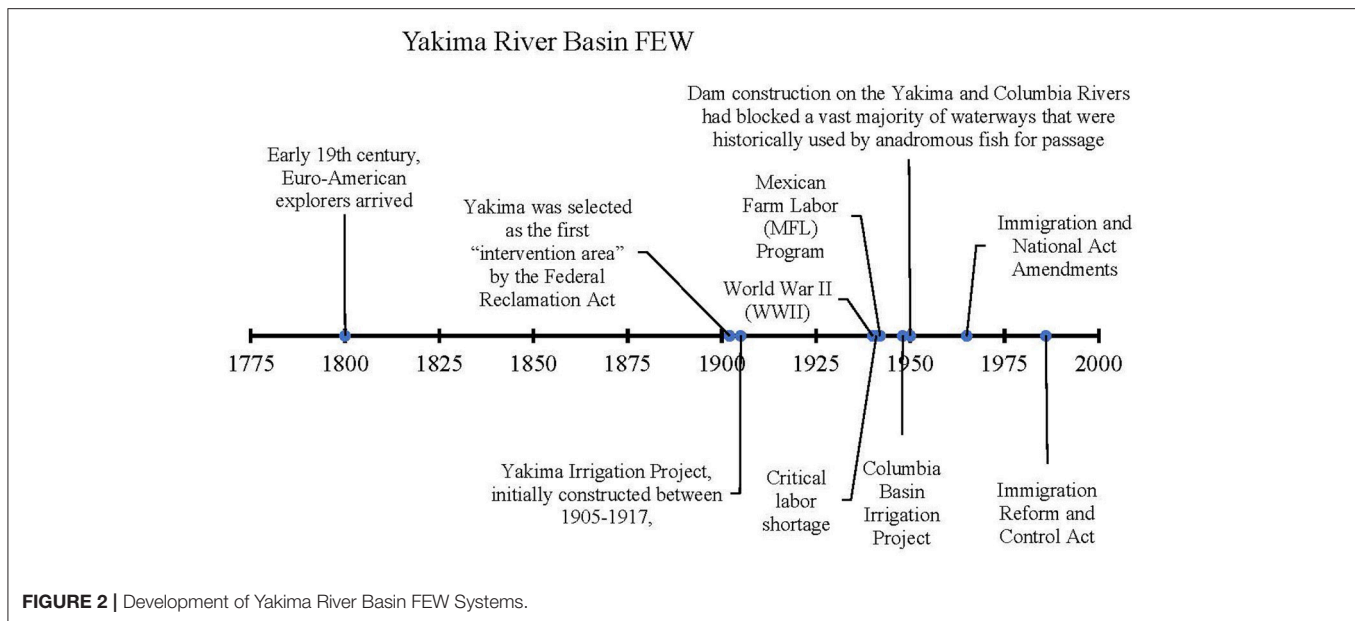 Yakima River Basin FEW
Dam construction on the Yakima and Columbia Rivers
had blocked a vast majority of waterways that were
historically used by anadromous fish for passage
Early 19th century,
Euro-American
explorers arrived
Yakima was selected
as the first
“intervention area”
by the Federal
Reclamation Act
Mexican
Farm Labor
(MFL)
Program
World War II
(WWII)
Immigration and
National Act
Amendments
1775 1800 1825 1850 1875 1900 1925 1950 1975 2000
Yakima Irrigation Project,
initially constructed between
1905-1917,
Critical
labor
shortage
Columbia
Basin
Irrigation
Project
Immigration
Reform and
Control Act
FIGURE 2 | Development of Yakima River Basin FEW Systems.